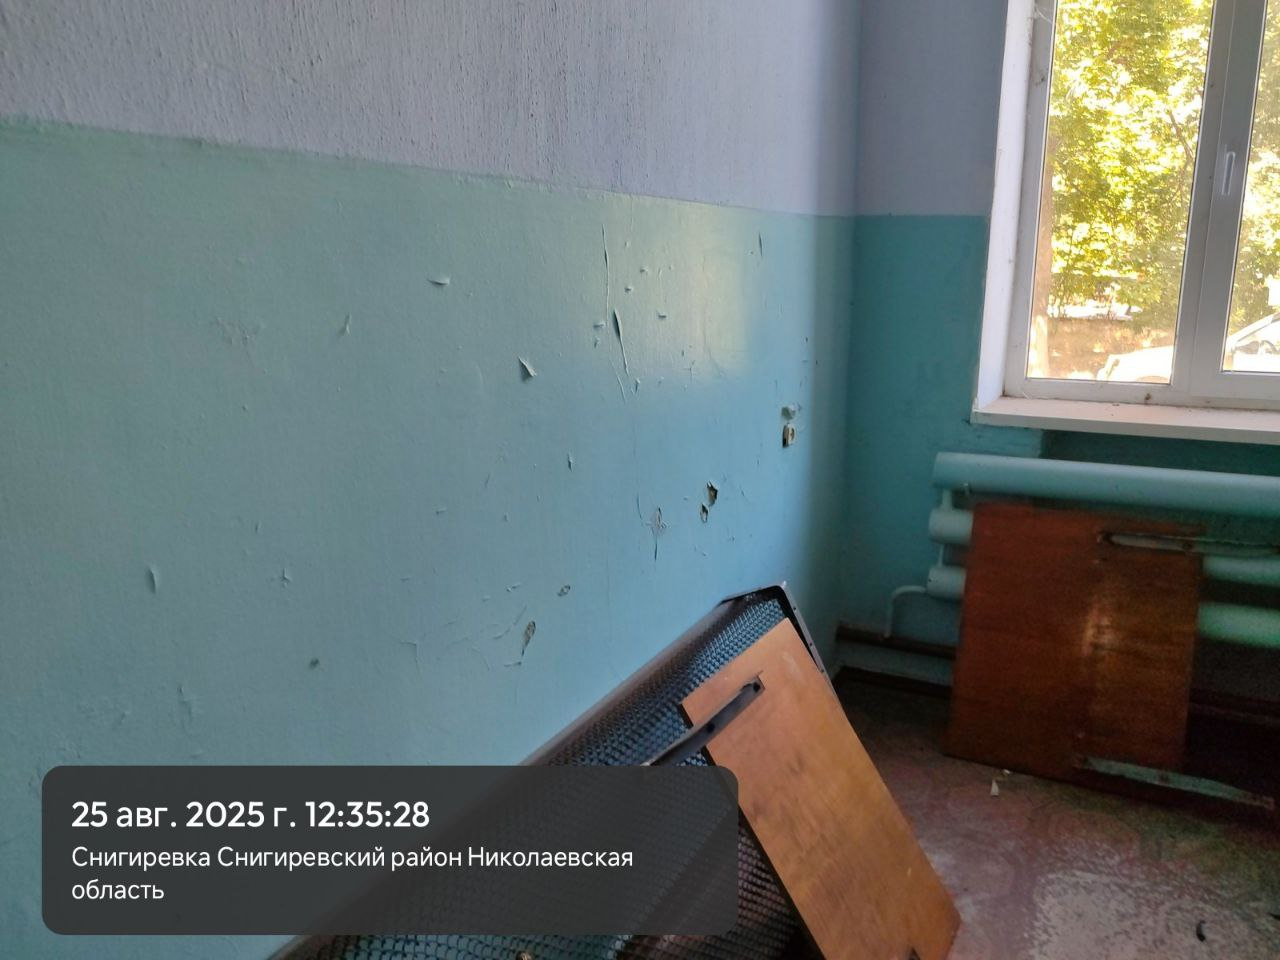 25 авг. 2025 г. 12:35:28
Снигиревка Снигиревский район Николаевская
область